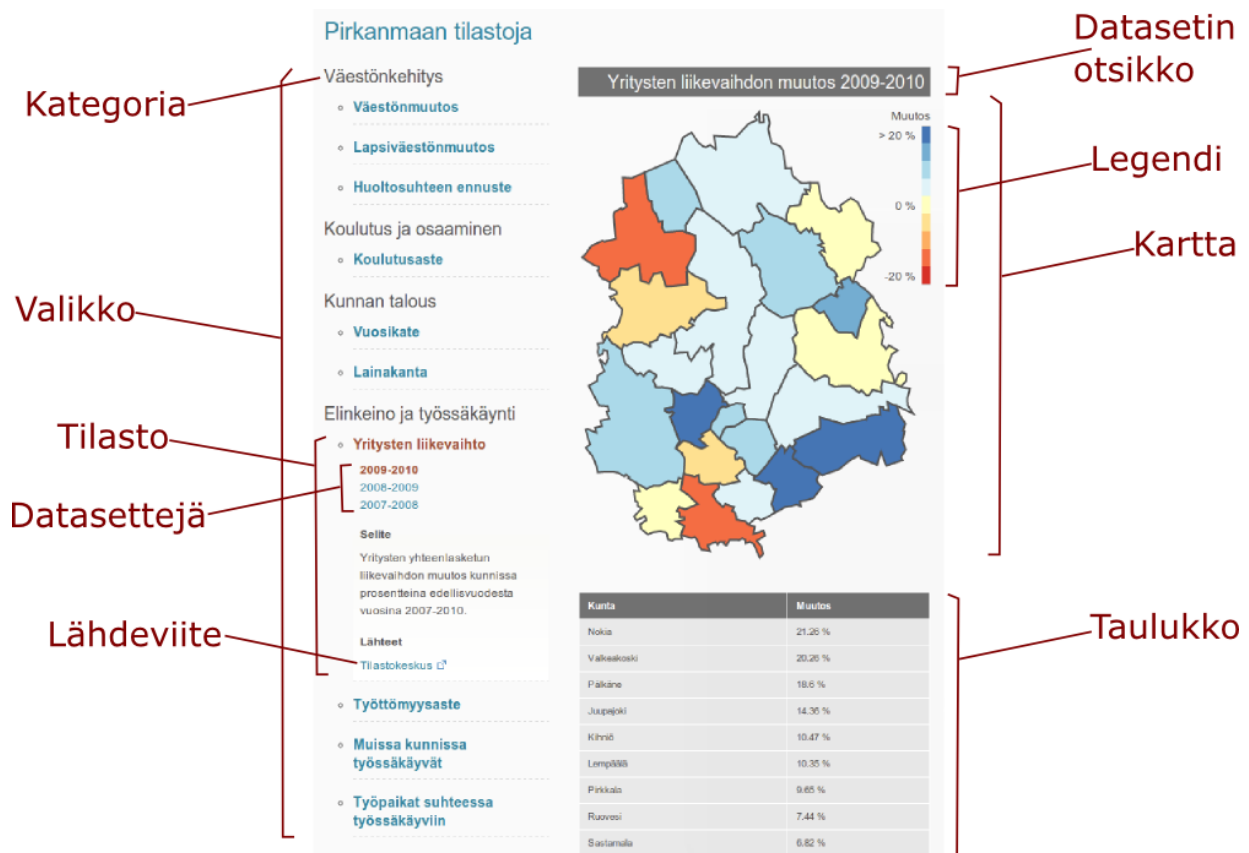 Pirkanmaan tilastoja
Kategoria
Valikko
Tilasto
Datasettejä
Lähdeviite
Väestönkehitys
Väestönmuutos
Lapsiväestönmuutos
Huoltosuhteen ennuste
Koulutus ja osaaminen
Koulutusaste
Kunnan talous
Vuosikate
Lainakanta
Elinkeino ja työssäkäynti
Yritysten liikevaihto
2009-2010
2008-2009
2007-2008
Selite
Yritysten yhteenlasketun
liikevaihdon muutos kunnissa
prosentteina edellisvuodesta
vuosina 2007-2010.
Lähteet
Tilastokeskus
Työttömyysaste
Muissa kunnissa
työssäkäyvät
Työpaikat suhteessa
työssäkäyviin
Yritysten liikevaihdon muutos 2009-2010
Muutos
> 20 %
0 %
-20 %
Kunta Muutos
Nokia 21.26 %
Valkeakoski 20.26 %
Pälkäne 18.6 %
Juupajoki 14.36 %
Kihniö 10.47 %
Lempäälä 10.35 %
Pirkkala 9.65 %
Ruovesi 7.44 %
Sastamala 6.82 %
Datasetin
otsikko
Legendi
Kartta
Taulukko